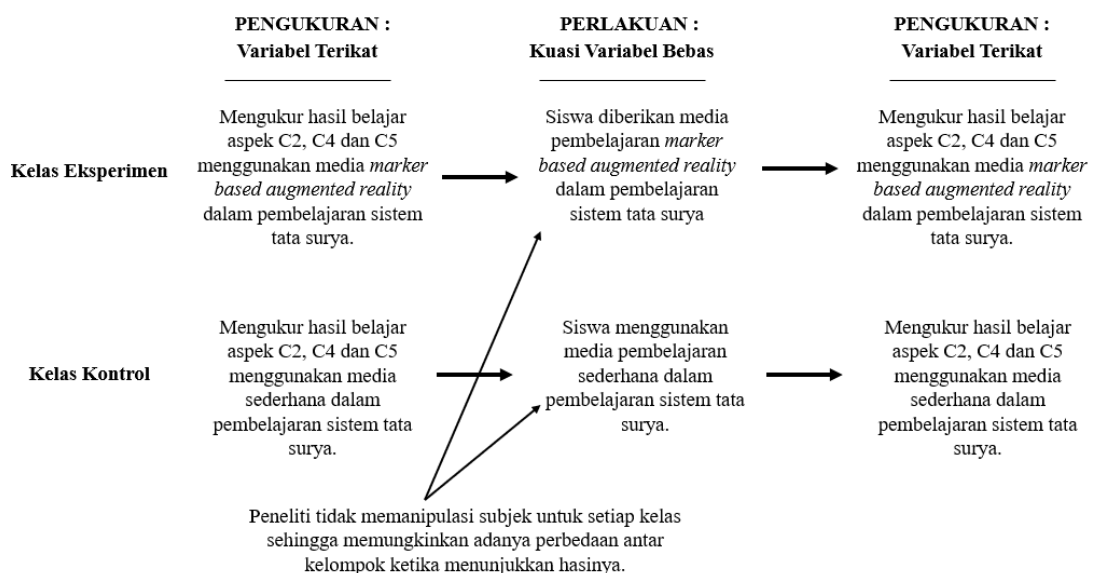 PENGUKURAN :
Variabel Terikat
PERLAKUAN :
Kuasi Variabel Bebas
PENGUKURAN :
Variabel Terikat
Kelas Eksperimen
Mengukur hasil belajar
aspek C2, C4 dan C5
menggunakan media marker
based augmented reality
dalam pembelajaran sistem
tata surya.
Siswa diberikan media
pembelajaran marker
based augmented reality
dalam pembelajaran
sistem tata surya
Mengukur hasil belajar
aspek C2, C4 dan C5
menggunakan media marker
based augmented reality
dalam pembelajaran sistem
tata surya.
Kelas Kontrol
Mengukur hasil belajar
aspek C2, C4 dan C5
menggunakan media
sederhana dalam
pembelajaran sistem tata
surya.
Siswa menggunakan
media pembelajaran
sederhana dalam
pembelajaran sistem tata
surya.
Mengukur hasil belajar
aspek C2, C4 dan C5
menggunakan media
sederhana dalam
pembelajaran sistem tata
surya.
Peneliti tidak memanipulasi subjek untuk setiap kelas
sehingga memungkinkan adanya perbedaan antar
kelompok ketika menunjukkan hasinya.